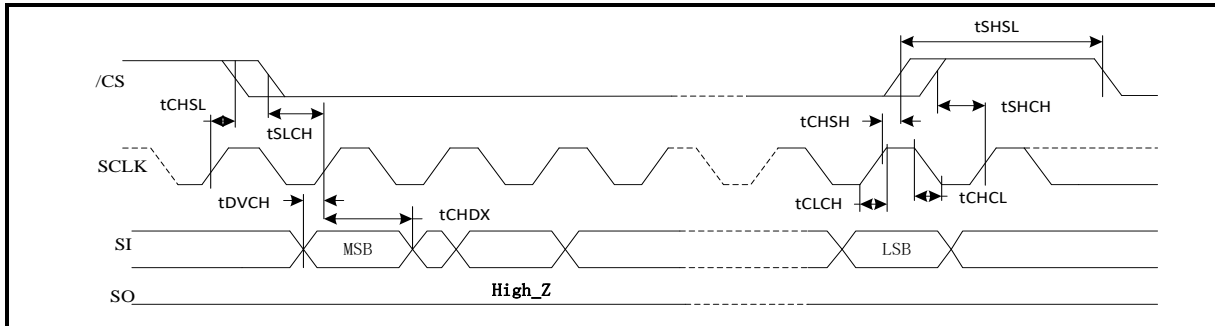 tSHSL
/CS
tCHSL
tSLCH
tCHSH
tSHCH
SCLK
tDVCH
tCHDX
tCLCH
tCHCL
SI
MSB
LSB
SO
High_Z